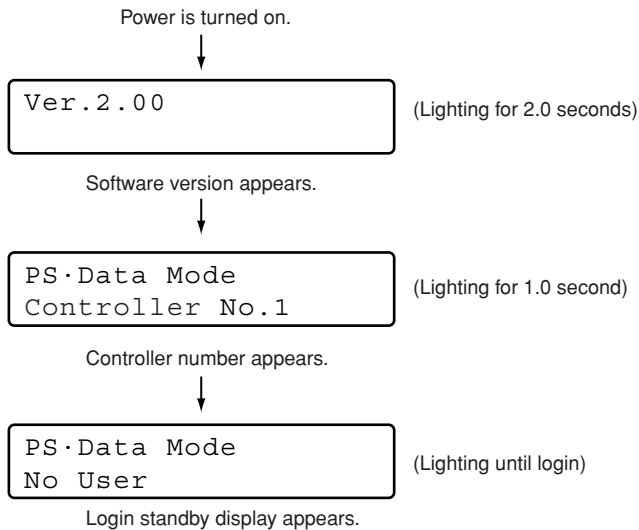 Power is turned on.
Ver.2.00
(Lighting for 2.0 seconds)
Software version appears.
PS·Data Mode
Controller No.1
(Lighting for 1.0 second)
Controller number appears.
PS·Data Mode
No User
(Lighting until login)
Login standby display appears.